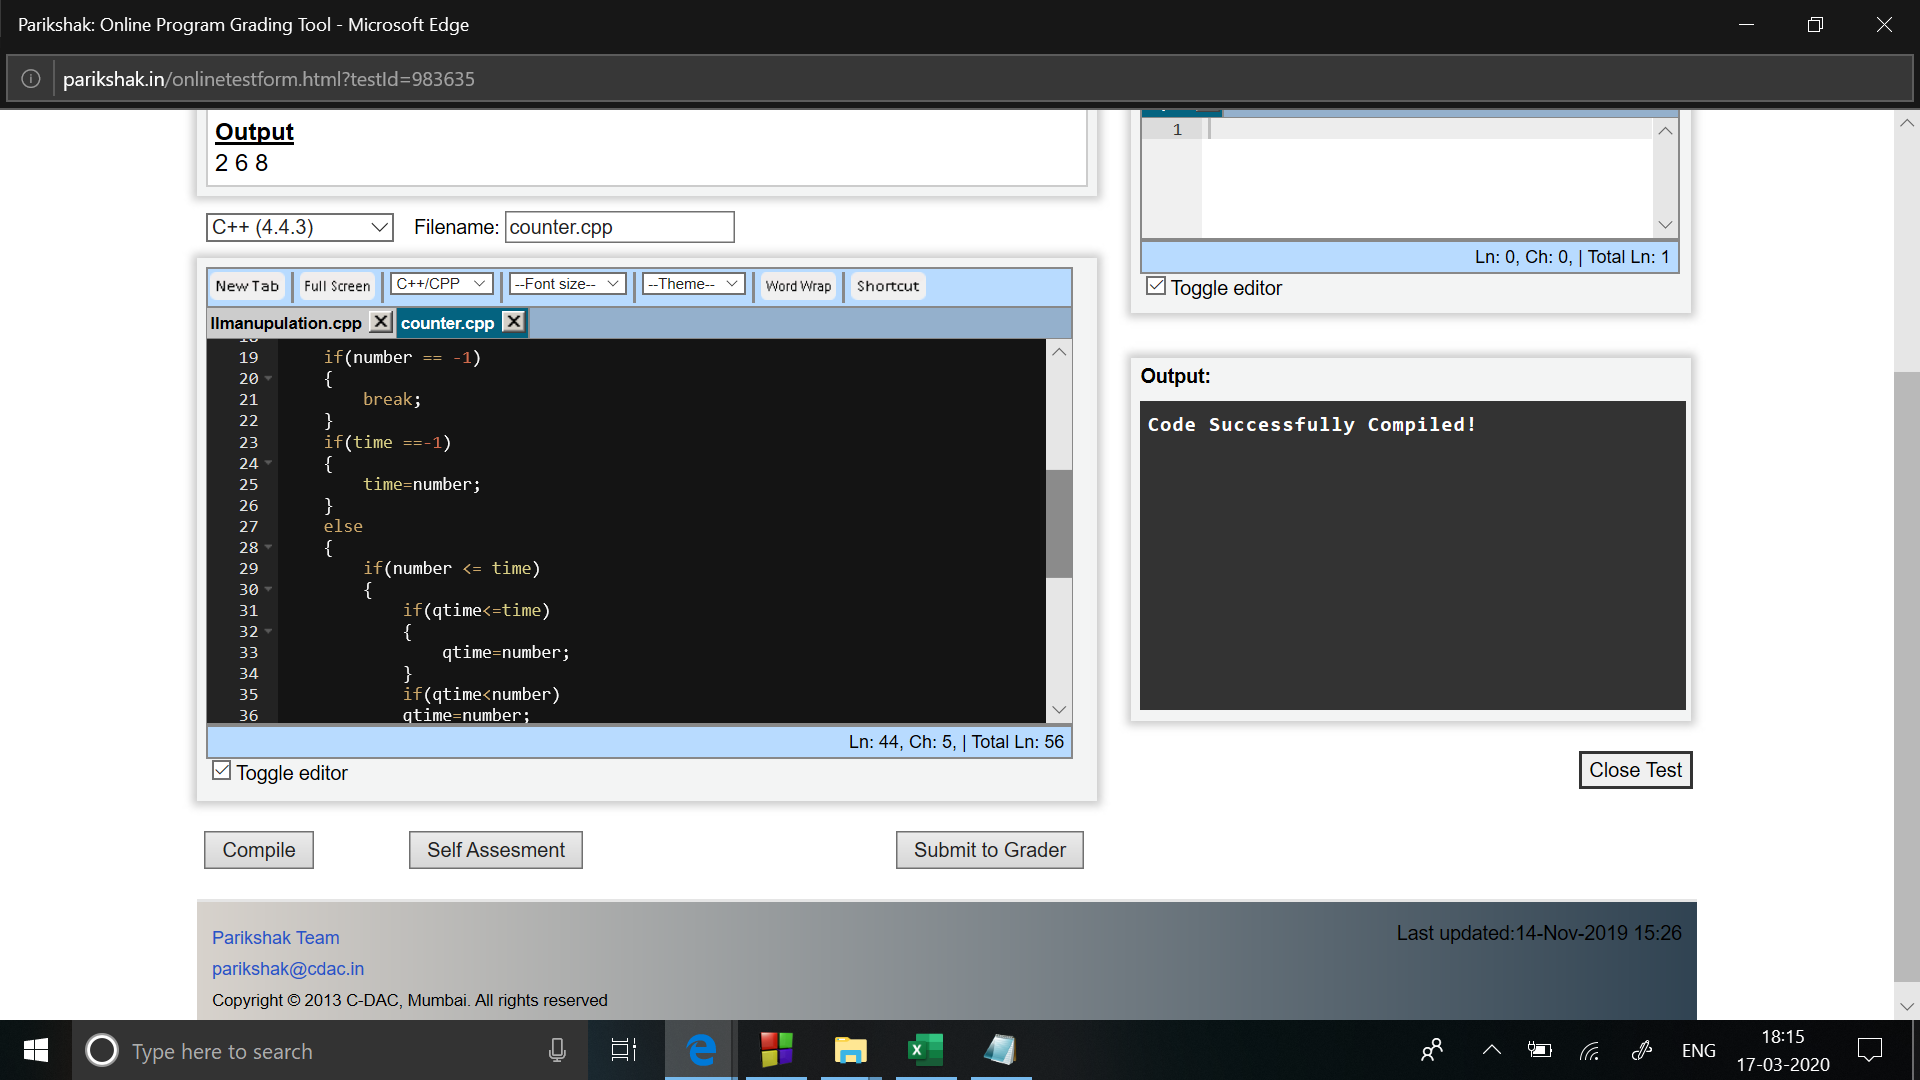 Parikshak: Online Program Grading Tool - Microsoft Edge
parikshak.in/onlinetestform.html?testId=983635
Output
2 6 8
C++ (4.4.3)
Filename: counter.cpp
New Tab
Full Screen
C++/CPP
--Font size--
--Theme--
Word Wrap
Shortcut
llmanupulation.cpp
counter.cpp
19 if(number == -1)
20 {
21 break;
22 }
23 if(time ==-1)
24 {
25 time=number;
26 }
27 else
28 {
29 if(number <= time)
30 {
31 if(qtime<=time)
32 {
33 qtime=number;
34 }
35 if(qtime<number)
36 qtime=number;
Ln: 44, Ch: 5, | Total Ln: 56
Toggle editor
Compile
Self Assesment
Submit to Grader
1
Ln: 0, Ch: 0, | Total Ln: 1
Toggle editor
Output:
Code Successfully Compiled!
Close Test
Parikshak Team
parikshak@cdac.in
Copyright © 2013 C-DAC, Mumbai. All rights reserved
Last updated:14-Nov-2019 15:26
Type here to search
ENG
18:15
17-03-2020